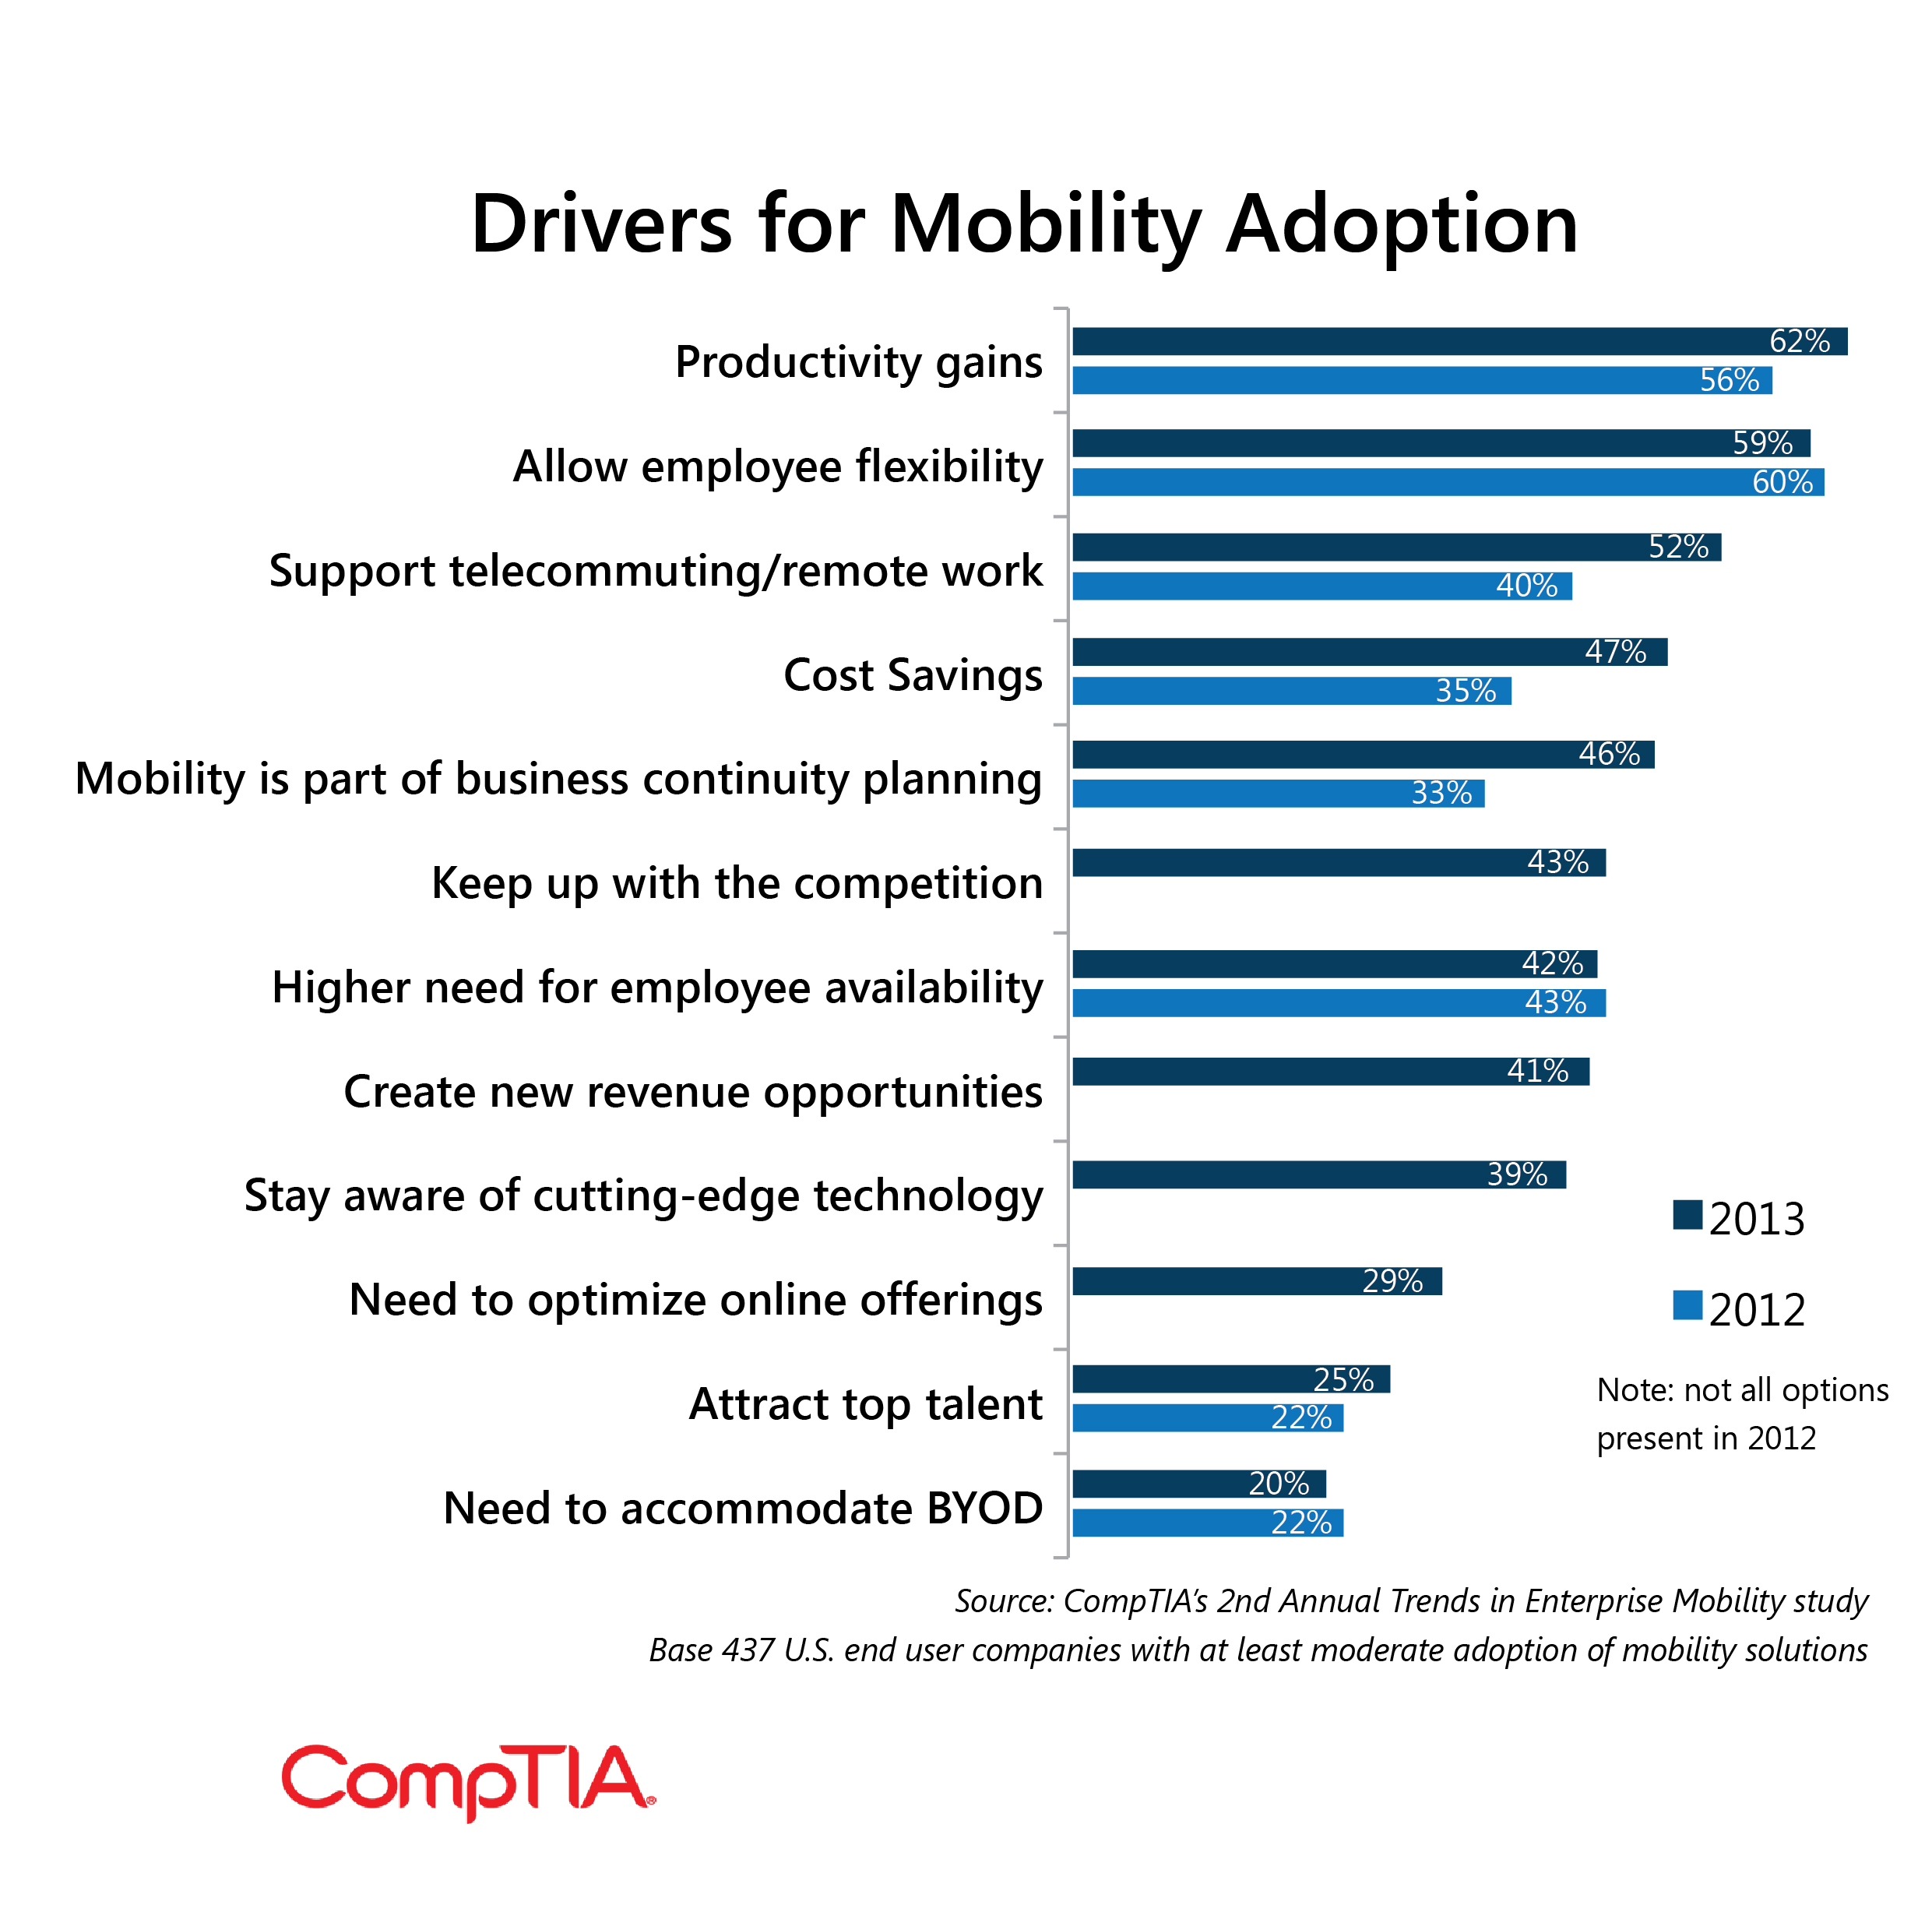 Drivers for Mobility Adoption
Productivity gains
62%
56%
Allow employee flexibility
59%
60%
Support telecommuting/remote work
52%
40%
Cost Savings
47%
35%
Mobility is part of business continuity planning
46%
33%
Keep up with the competition
43%
Higher need for employee availability
42%
43%
Create new revenue opportunities
41%
Stay aware of cutting-edge technology
39%
Need to optimize online offerings
29%
Attract top talent
25%
22%
Need to accommodate BYOD
20%
22%
2013
2012
Note: not all options
present in 2012
Source: CompTIA’s 2nd Annual Trends in Enterprise Mobility study
Base 437 U.S. end user companies with at least moderate adoption of mobility solutions
CompTIA®